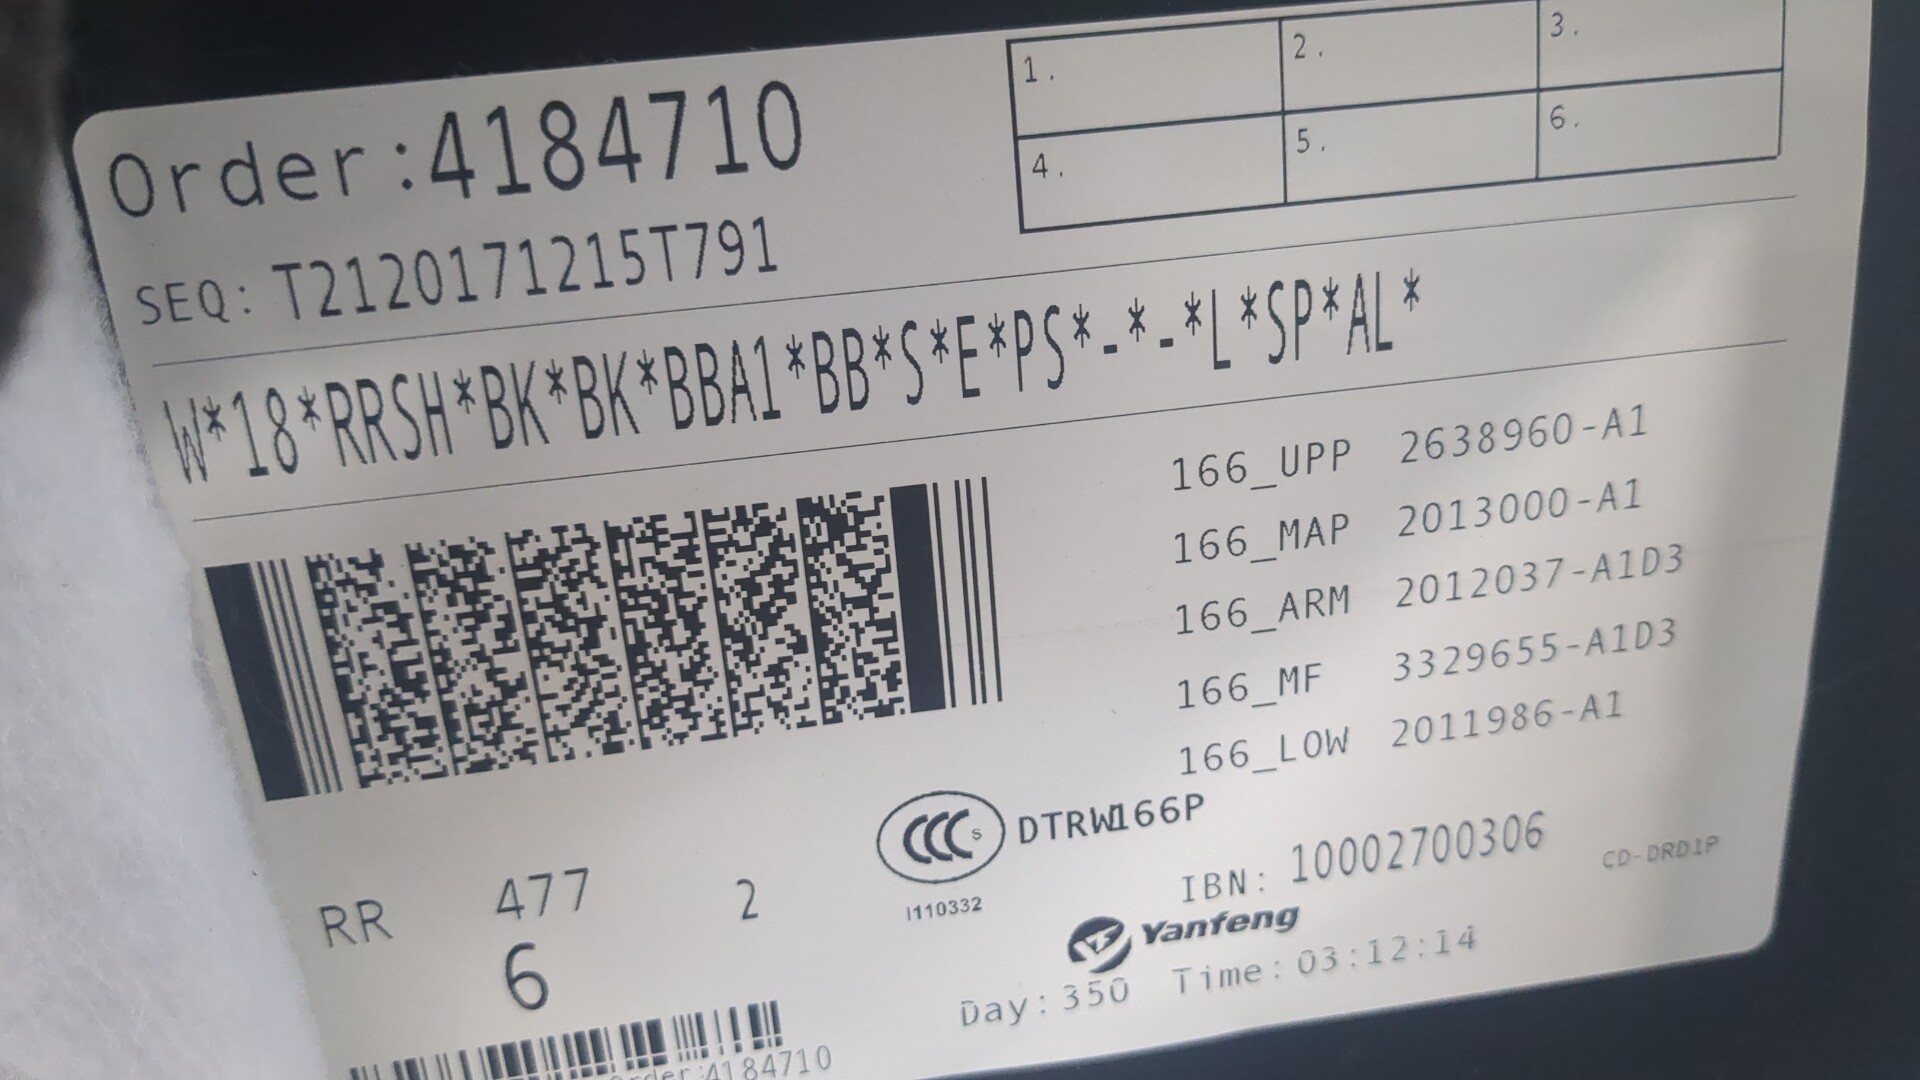 Order:4184710
1.
2.
3.
4.
5.
6.
SEQ: T2120171215T791
W*18*RRSH*BK*BK*BBA1*BB*S*E*PS*-*-*L*SP*AL*
166_UPP 2638960-A1
166_MAP 2013000-A1
166_ARM 2012037-A1D3
166_MF 3329655-A1D3
166_LOW 2011986-A1
CCC S DTRW166P
I110332
IBN: 10002700306
CD-DRD1P
RR 477 2
6
Yanfeng
Day:350 Time:03:12:14
Order:4184710